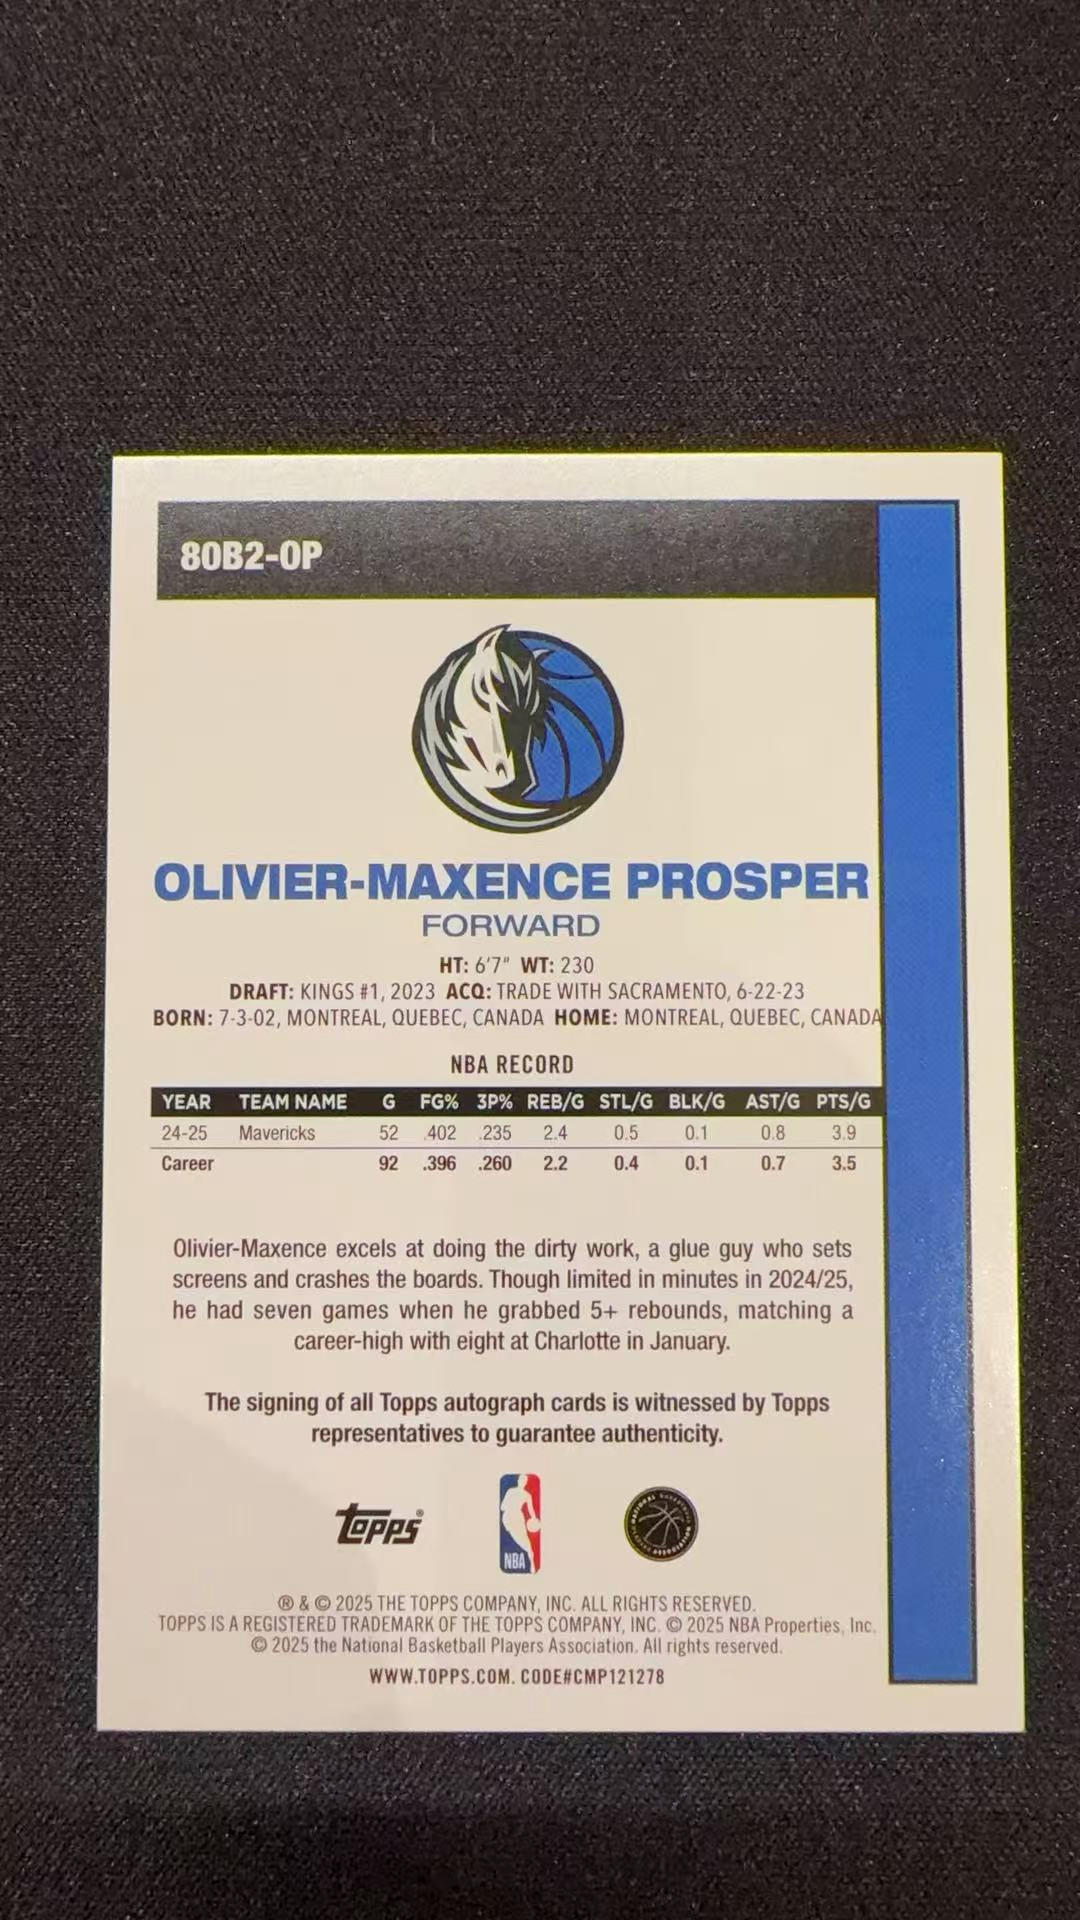 80B2-OP
OLIVIER-MAXENCE PROSPER
FORWARD
HT: 6'7" WT: 230
DRAFT: KINGS #1, 2023 ACQ: TRADE WITH SACRAMENTO, 6-22-23
BORN: 7-3-02, MONTREAL, QUEBEC, CANADA HOME: MONTREAL, QUEBEC, CANADA
NBA RECORD
YEAR TEAM NAME G FG% 3P% REB/G STL/G BLK/G AST/G PTS/G
24-25 Mavericks 52 .402 .235 2.4 0.5 0.1 0.8 3.9
Career 92 .396 .260 2.2 0.4 0.1 0.7 3.5
Olivier-Maxence excels at doing the dirty work, a glue guy who sets
screens and crashes the boards. Though limited in minutes in 2024/25,
he had seven games when he grabbed 5+ rebounds, matching a
career-high with eight at Charlotte in January.
The signing of all Topps autograph cards is witnessed by Topps
representatives to guarantee authenticity.
Topps®
NBA
® & © 2025 THE TOPPS COMPANY, INC. ALL RIGHTS RESERVED.
TOPPS IS A REGISTERED TRADEMARK OF THE TOPPS COMPANY, INC. © 2025 NBA Properties, Inc.
© 2025 the National Basketball Players Association. All rights reserved.
WWW.TOPPS.COM. CODE#CMP121278